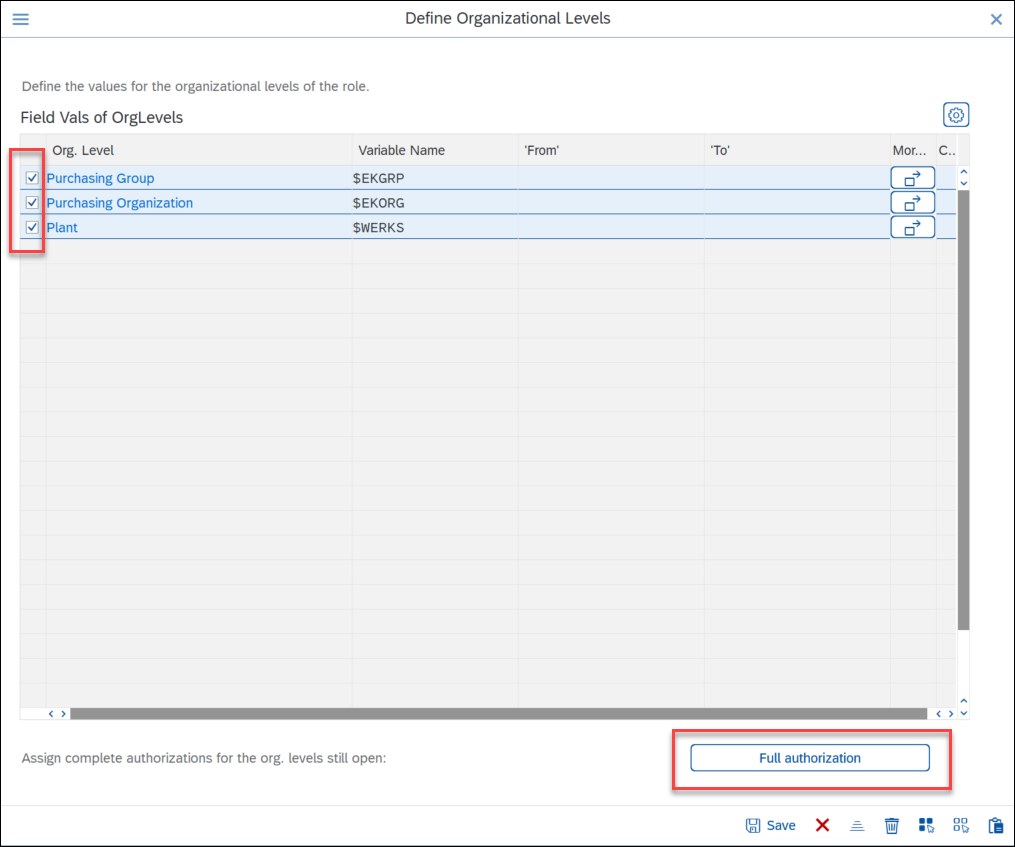 Define Organizational Levels
Define the values for the organizational levels of the role.
Field Vals of OrgLevels
Org. Level Variable Name 'From' 'To' Mor... C..
Purchasing Group $EKGRP
Purchasing Organization $EKORG
Plant $WERKS
Assign complete authorizations for the org. levels still open: Full authorization
Save